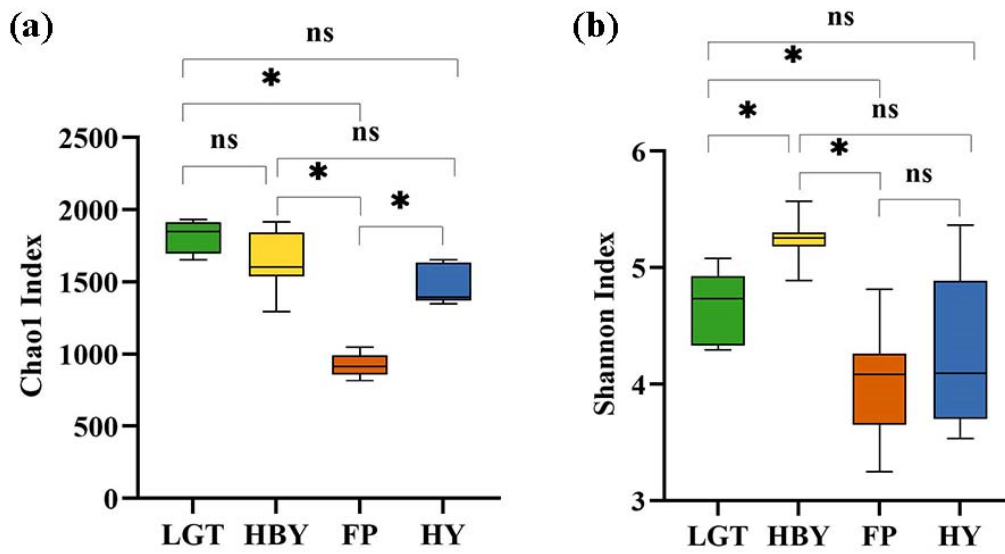 (a)
ns
*
ns
ns
*
*
2500
2000
1500
1000
500
0
Chao1 Index
LGT HBY FP HY
(b)
ns
*
*
ns
*
ns
6
5
4
3
Shannon Index
LGT HBY FP HY